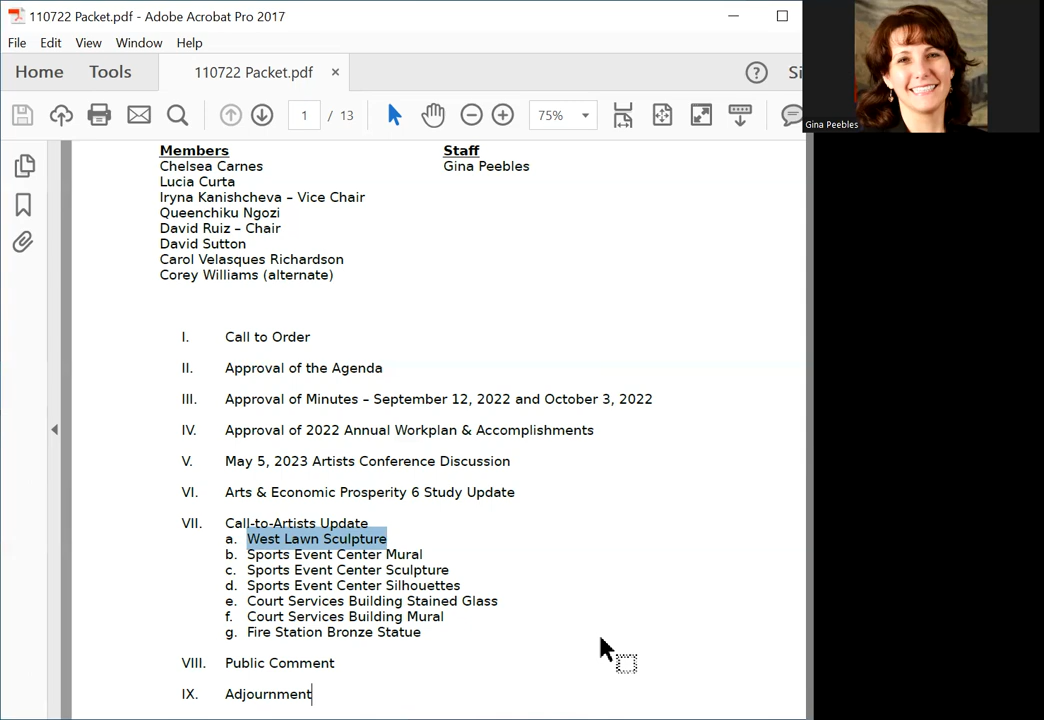 110722 Packet.pdf - Adobe Acrobat Pro 2017
File Edit View Window Help
Home Tools 110722 Packet.pdf × ? Si
1 / 13 75%
Gina Peebles
Members Staff
Chelsea Carnes Gina Peebles
Lucia Curta
Iryna Kanishcheva – Vice Chair
Queenchiku Ngozi
David Ruiz – Chair
David Sutton
Carol Velasques Richardson
Corey Williams (alternate)
I. Call to Order
II. Approval of the Agenda
III. Approval of Minutes – September 12, 2022 and October 3, 2022
IV. Approval of 2022 Annual Workplan & Accomplishments
V. May 5, 2023 Artists Conference Discussion
VI. Arts & Economic Prosperity 6 Study Update
VII. Call-to-Artists Update
a. West Lawn Sculpture
b. Sports Event Center Mural
c. Sports Event Center Sculpture
d. Sports Event Center Silhouettes
e. Court Services Building Stained Glass
f. Court Services Building Mural
g. Fire Station Bronze Statue
VIII. Public Comment
IX. Adjournment